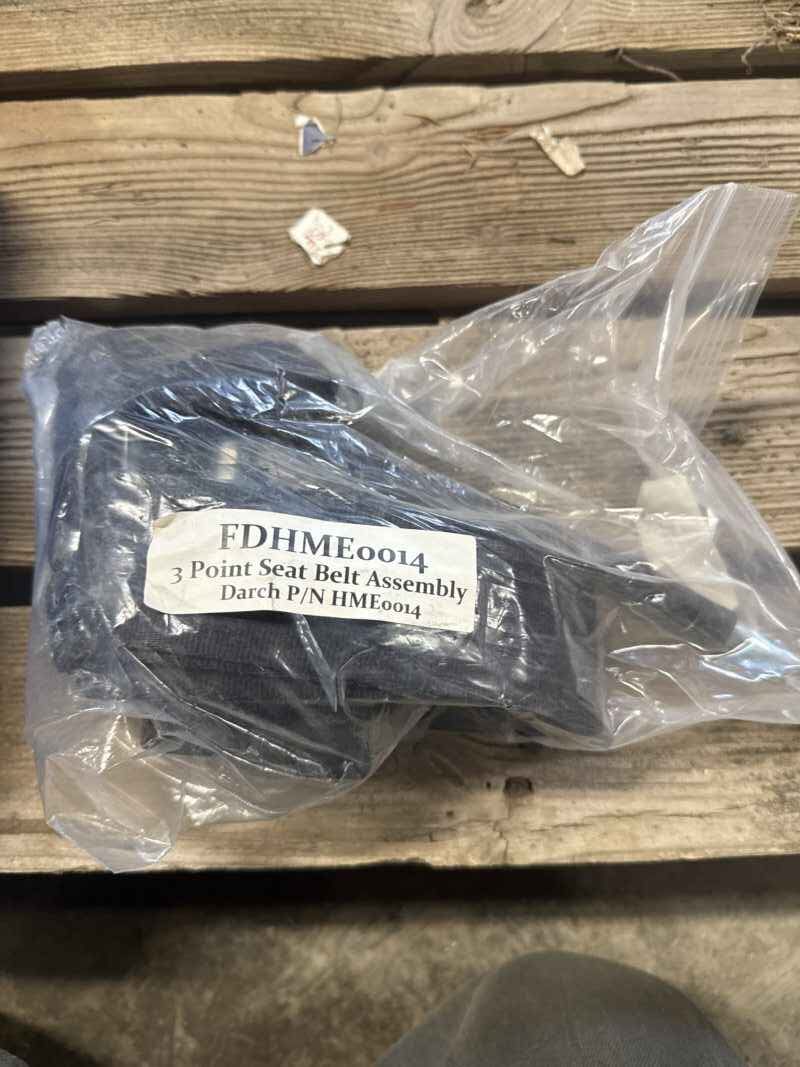 FDHME0014
3 Point Seat Belt Assembly
Darch P/N HME0014